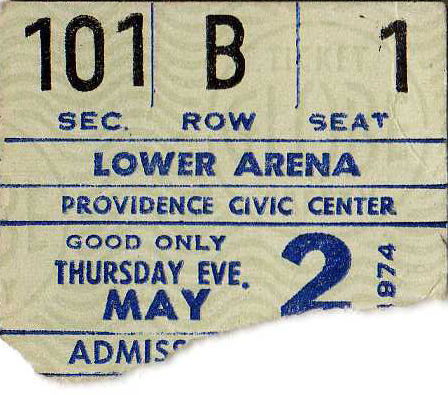 101 B 1
SEC. ROW SEAT
LOWER ARENA
PROVIDENCE CIVIC CENTER
GOOD ONLY
THURSDAY EVE.
MAY 2 1974
ADMISS